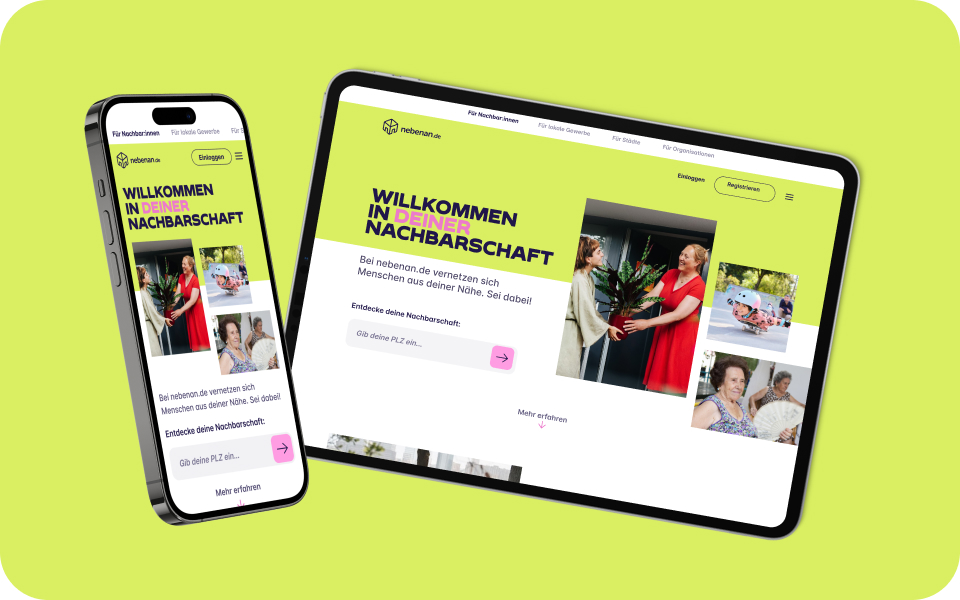 Für Nachbar:innen
Für lokale Gewerbe
Für S
nebenan.de
Einloggen
WILLKOMMEN
IN DEINER
NACHBARSCHAFT
Bei nebenan.de vernetzen sich
Menschen aus deiner Nähe. Sei dabei!
Entdecke deine Nachbarschaft:
Gib deine PLZ ein...
Mehr erfahren
Für Nachbar:innen
Für lokale Gewerbe
Für Städte
Für Organisationen
nebenan.de
Einloggen
Registrieren
WILLKOMMEN
IN DEINER
NACHBARSCHAFT
Bei nebenan.de vernetzen sich
Menschen aus deiner Nähe. Sei dabei!
Entdecke deine Nachbarschaft:
Gib deine PLZ ein...
Mehr erfahren